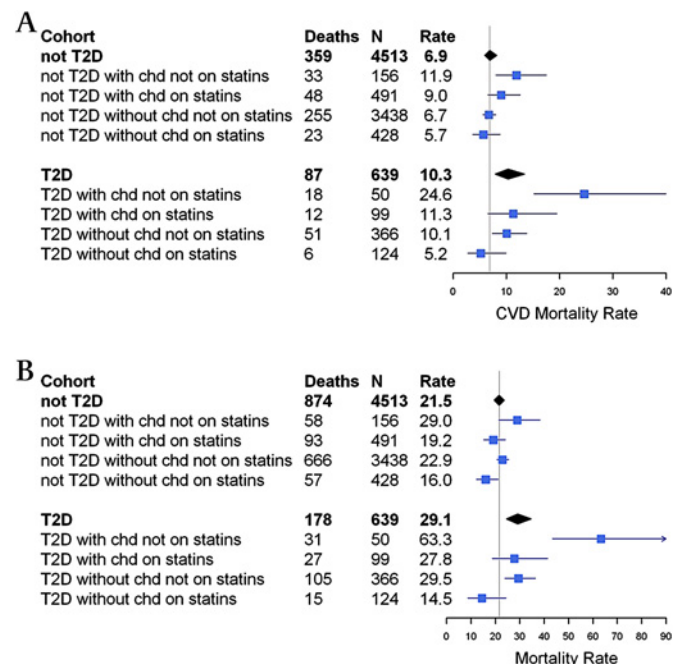 A
Cohort Deaths N Rate
not T2D 359 4513 6.9
not T2D with chd not on statins 33 156 11.9
not T2D with chd on statins 48 491 9.0
not T2D without chd not on statins 255 3438 6.7
not T2D without chd on statins 23 428 5.7
T2D 87 639 10.3
T2D with chd not on statins 18 50 24.6
T2D with chd on statins 12 99 11.3
T2D without chd not on statins 51 366 10.1
T2D without chd on statins 6 124 5.2
0 10 20 30 40
CVD Mortality Rate
B
Cohort Deaths N Rate
not T2D 874 4513 21.5
not T2D with chd not on statins 58 156 29.0
not T2D with chd on statins 93 491 19.2
not T2D without chd not on statins 666 3438 22.9
not T2D without chd on statins 57 428 16.0
T2D 178 639 29.1
T2D with chd not on statins 31 50 63.3
T2D with chd on statins 27 99 27.8
T2D without chd not on statins 105 366 29.5
T2D without chd on statins 15 124 14.5
0 10 20 30 40 50 60 70 80 90
Mortality Rate